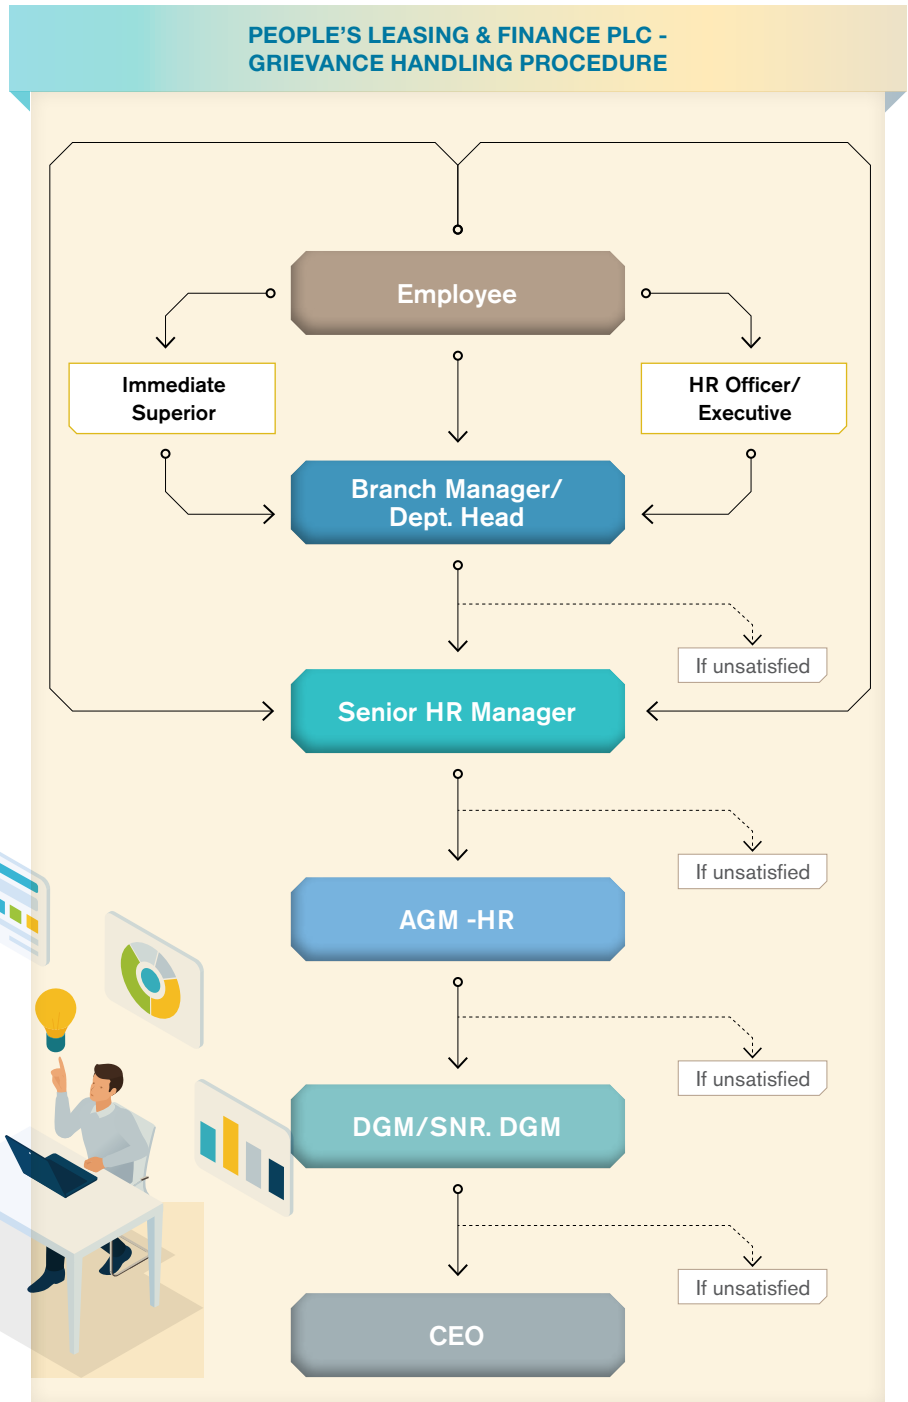 PEOPLE’S LEASING & FINANCE PLC -
GRIEVANCE HANDLING PROCEDURE
Employee
Immediate
Superior
HR Officer/
Executive
Branch Manager/
Dept. Head
If unsatisfied
Senior HR Manager
If unsatisfied
AGM -HR
If unsatisfied
DGM/SNR. DGM
If unsatisfied
CEO